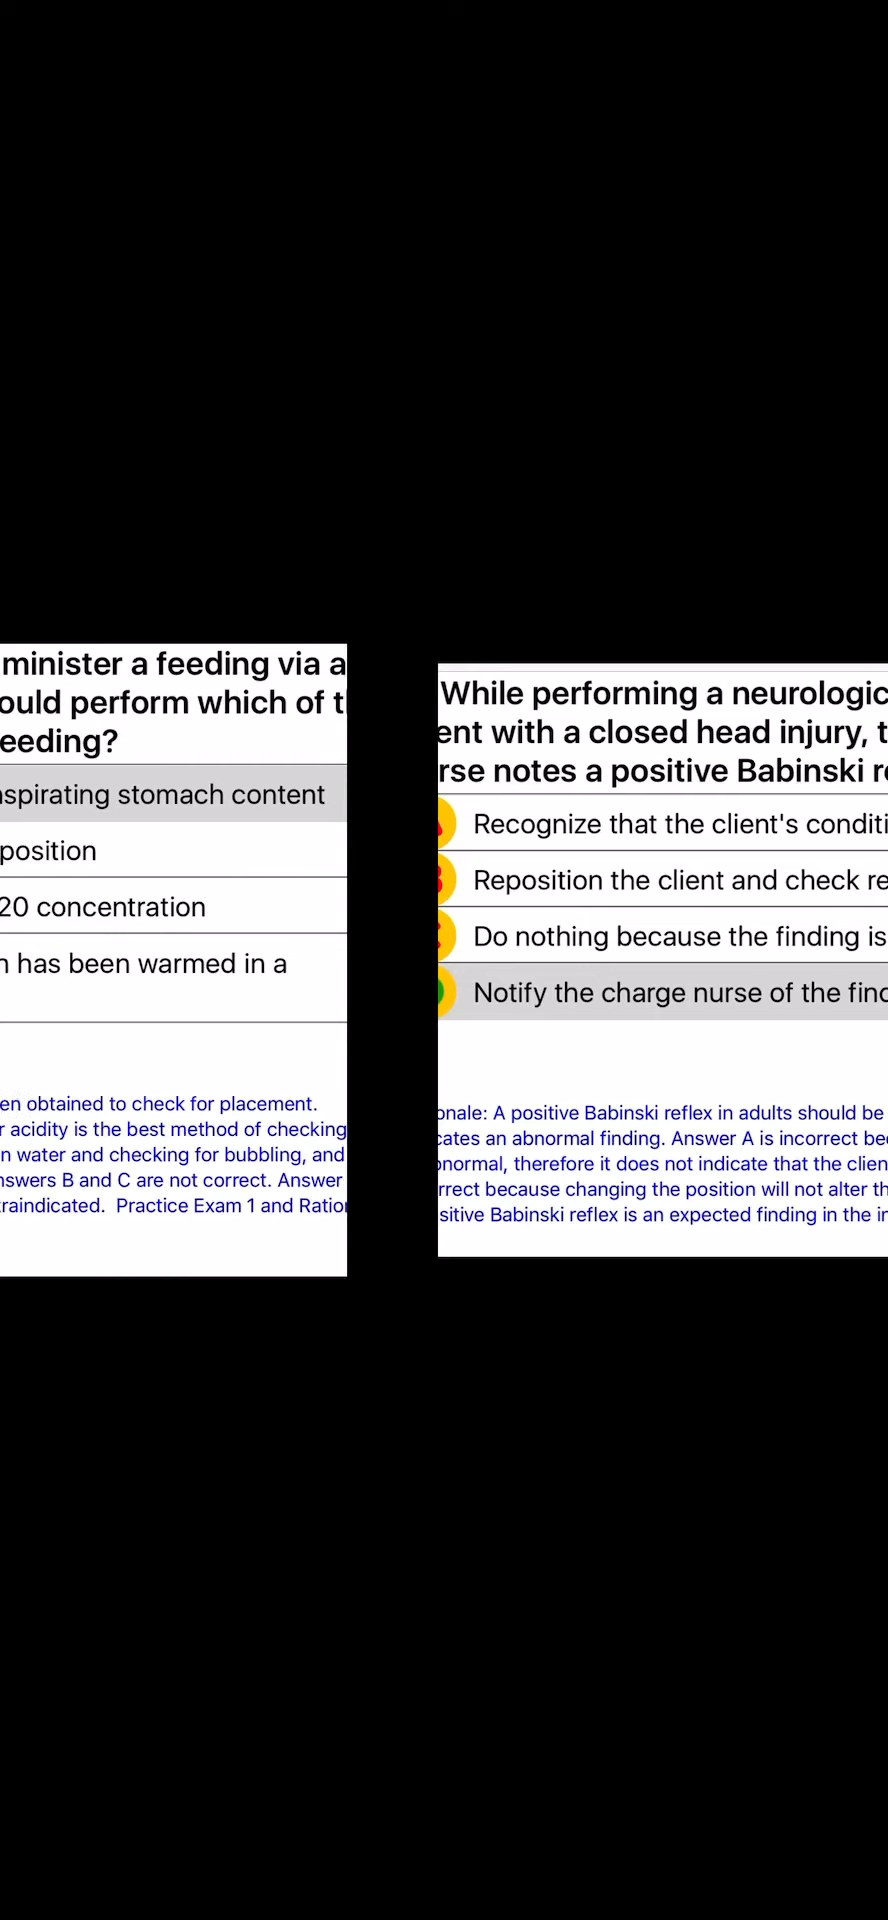 minister a feeding via a
ould perform which of t
eeding?
spirating stomach content
position
20 concentration
has been warmed in a
en obtained to check for placement.
r acidity is the best method of checking
n water and checking for bubbling, and
nswers B and C are not correct. Answer
raindicated.  Practice Exam 1 and Ratio
While performing a neurologic
ent with a closed head injury, t
rse notes a positive Babinski r
Recognize that the client's conditi
Reposition the client and check re
Do nothing because the finding is
Notify the charge nurse of the find
onale: A positive Babinski reflex in adults should be
cates an abnormal finding. Answer A is incorrect be
normal, therefore it does not indicate that the clien
rrect because changing the position will not alter th
sitive Babinski reflex is an expected finding in the i